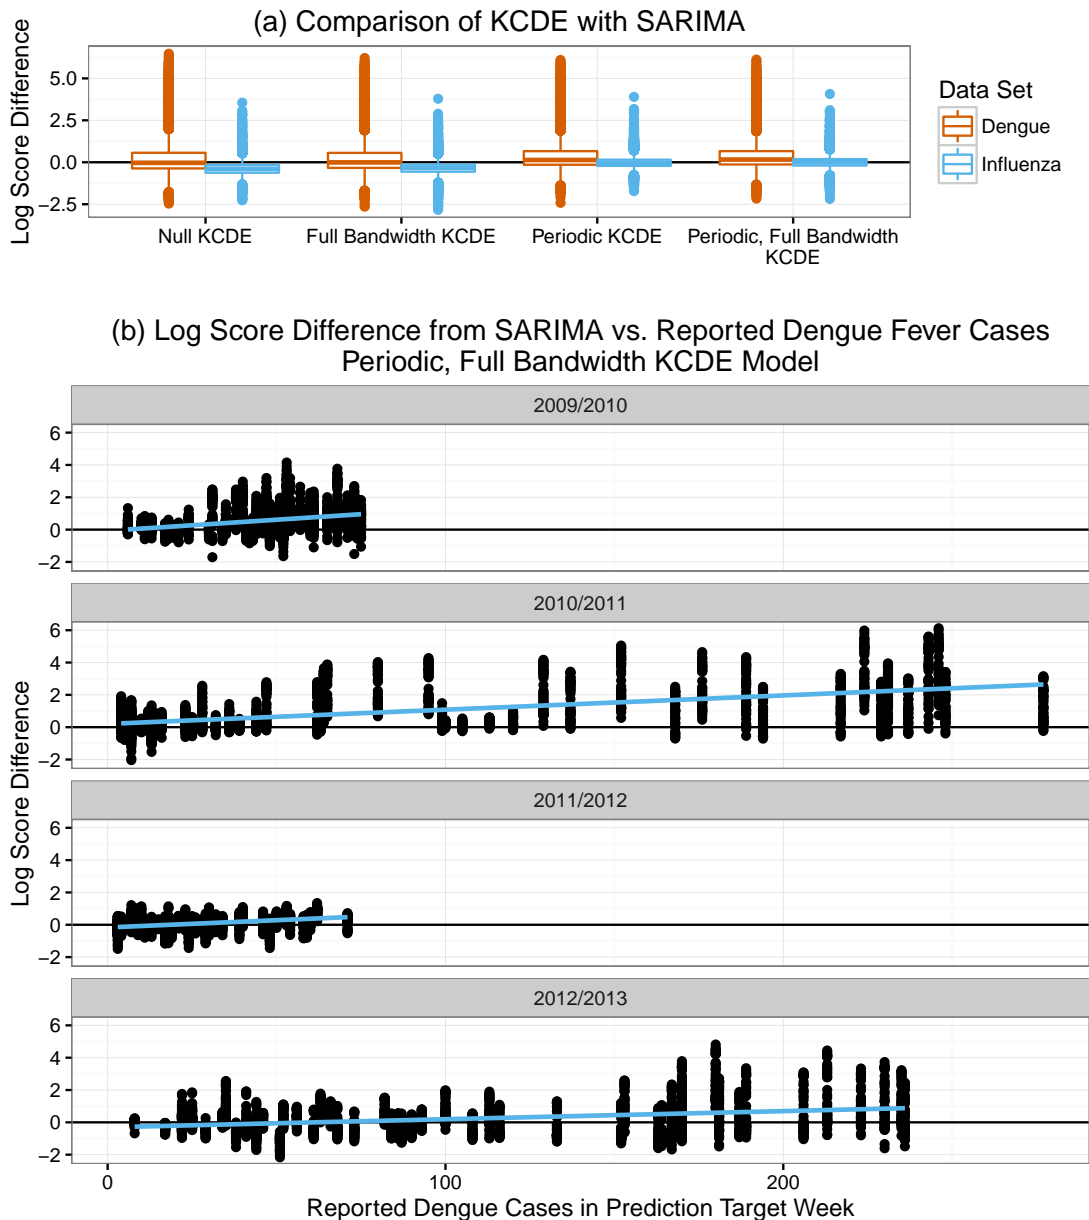 (a) Comparison of KCDE with SARIMA
Log Score Difference
5.0
2.5
0.0
−2.5
Null KCDE
Full Bandwidth KCDE
Periodic KCDE
Periodic, Full Bandwidth
KCDE
Data Set
Dengue
Influenza
(b) Log Score Difference from SARIMA vs. Reported Dengue Fever Cases
Periodic, Full Bandwidth KCDE Model
Log Score Difference
2009/2010
6
4
2
0
−2
2010/2011
6
4
2
0
−2
2011/2012
6
4
2
0
−2
2012/2013
6
4
2
0
−2
0
100
200
Reported Dengue Cases in Prediction Target Week